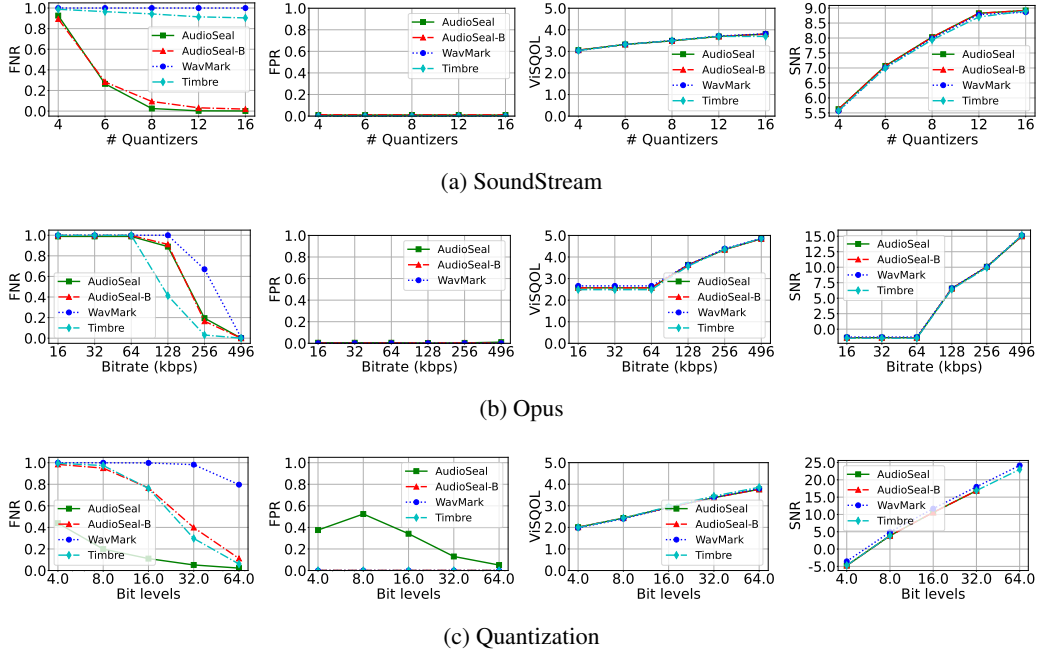 1.0
0.8
0.6
0.4
0.2
0.0
FNR
AudioSeal
AudioSeal-B
WavMark
Timbre
4 6 8 12 16
# Quantizers
1.0
0.8
0.6
0.4
0.2
0.0
FPR
AudioSeal
AudioSeal-B
WavMark
Timbre
4 6 8 12 16
# Quantizers
5.0
4.0
3.0
2.0
1.0
0.0
ViSQOL
AudioSeal
AudioSeal-B
WavMark
Timbre
4 6 8 12 16
# Quantizers
9.0
8.5
8.0
7.5
7.0
6.5
6.0
5.5
SNR
AudioSeal
AudioSeal-B
WavMark
Timbre
4 6 8 12 16
# Quantizers
(a) SoundStream
1.0
0.8
0.6
0.4
0.2
0.0
FNR
AudioSeal
AudioSeal-B
WavMark
Timbre
16 32 64 128 256 496
Bitrate (kbps)
1.0
0.8
0.6
0.4
0.2
0.0
FPR
AudioSeal
AudioSeal-B
WavMark
16 32 64 128 256 496
Bitrate (kbps)
5.0
4.0
3.0
2.0
1.0
0.0
ViSQOL
AudioSeal
AudioSeal-B
WavMark
Timbre
16 32 64 128 256 496
Bitrate (kbps)
15.0
12.5
10.0
7.5
5.0
2.5
0.0
SNR
AudioSeal
AudioSeal-B
WavMark
Timbre
16 32 64 128 256 496
Bitrate (kbps)
(b) Opus
1.0
0.8
0.6
0.4
0.2
0.0
FNR
AudioSeal
AudioSeal-B
WavMark
Timbre
4.0 8.0 16.0 32.0 64.0
Bit levels
1.0
0.8
0.6
0.4
0.2
0.0
FPR
AudioSeal
AudioSeal-B
WavMark
Timbre
4.0 8.0 16.0 32.0 64.0
Bit levels
5.0
4.0
3.0
2.0
1.0
0.0
ViSQOL
AudioSeal
AudioSeal-B
WavMark
Timbre
4.0 8.0 16.0 32.0 64.0
Bit levels
25.0
20.0
15.0
10.0
5.0
0.0
-5.0
SNR
AudioSeal
AudioSeal-B
WavMark
Timbre
4.0 8.0 16.0 32.0 64.0
Bit levels
(c) Quantization